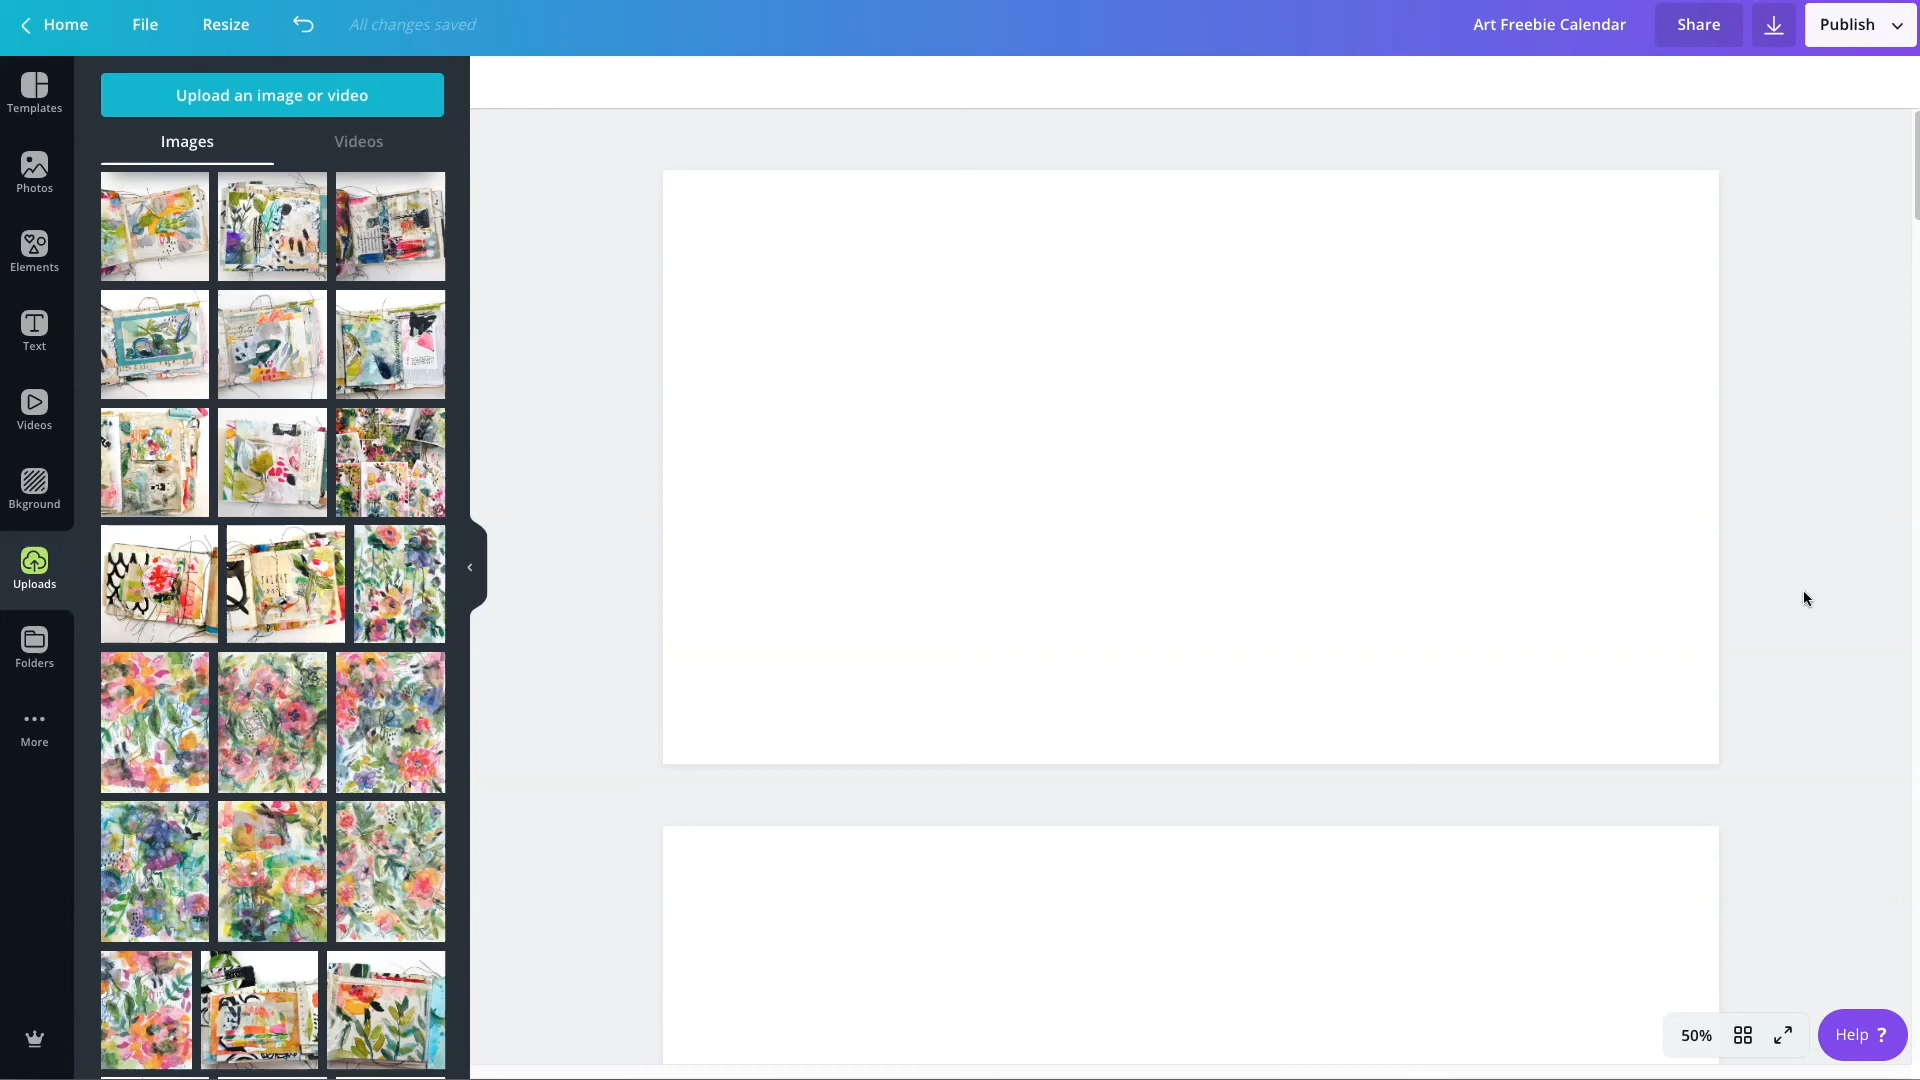 Home
File
Resize
All changes saved
Art Freebie Calendar
Share
Publish
Templates
Photos
Elements
Text
Videos
Bkground
Uploads
Folders
More
Upload an image or video
Images
Videos
50%
Help ?